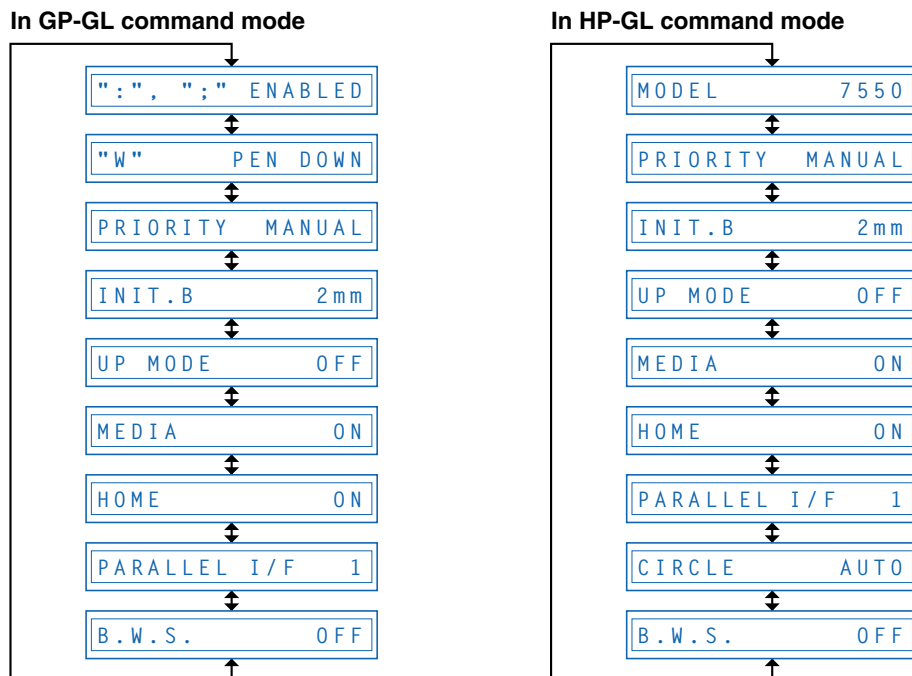 In GP-GL command mode
":", ";" ENABLED
"W" PEN DOWN
PRIORITY MANUAL
INIT.B 2mm
UP MODE OFF
MEDIA ON
HOME ON
PARALLEL I/F 1
B.W.S. OFF
In HP-GL command mode
MODEL 7550
PRIORITY MANUAL
INIT.B 2mm
UP MODE OFF
MEDIA ON
HOME ON
PARALLEL I/F 1
CIRCLE AUTO
B.W.S. OFF